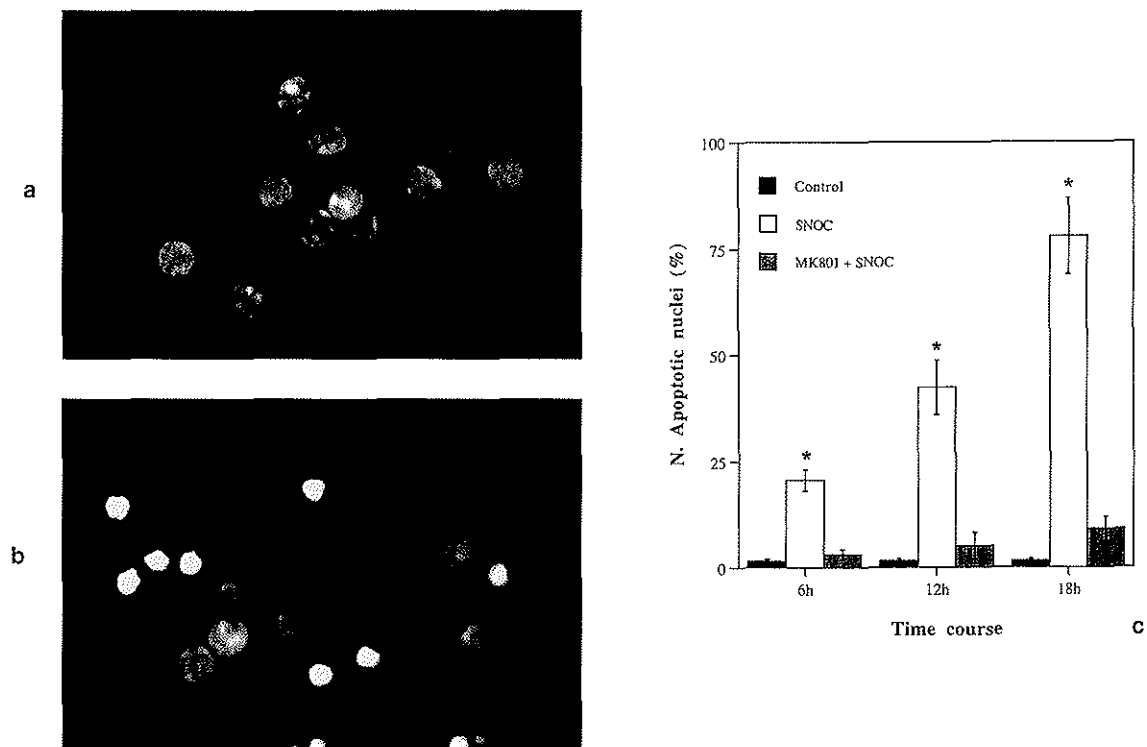 a
b
100
75
50
25
0
N. Apoptotic nuclei (%)
Control
SNOC
MK801 + SNOC
*
*
*
6h
12h
18h
Time course
c